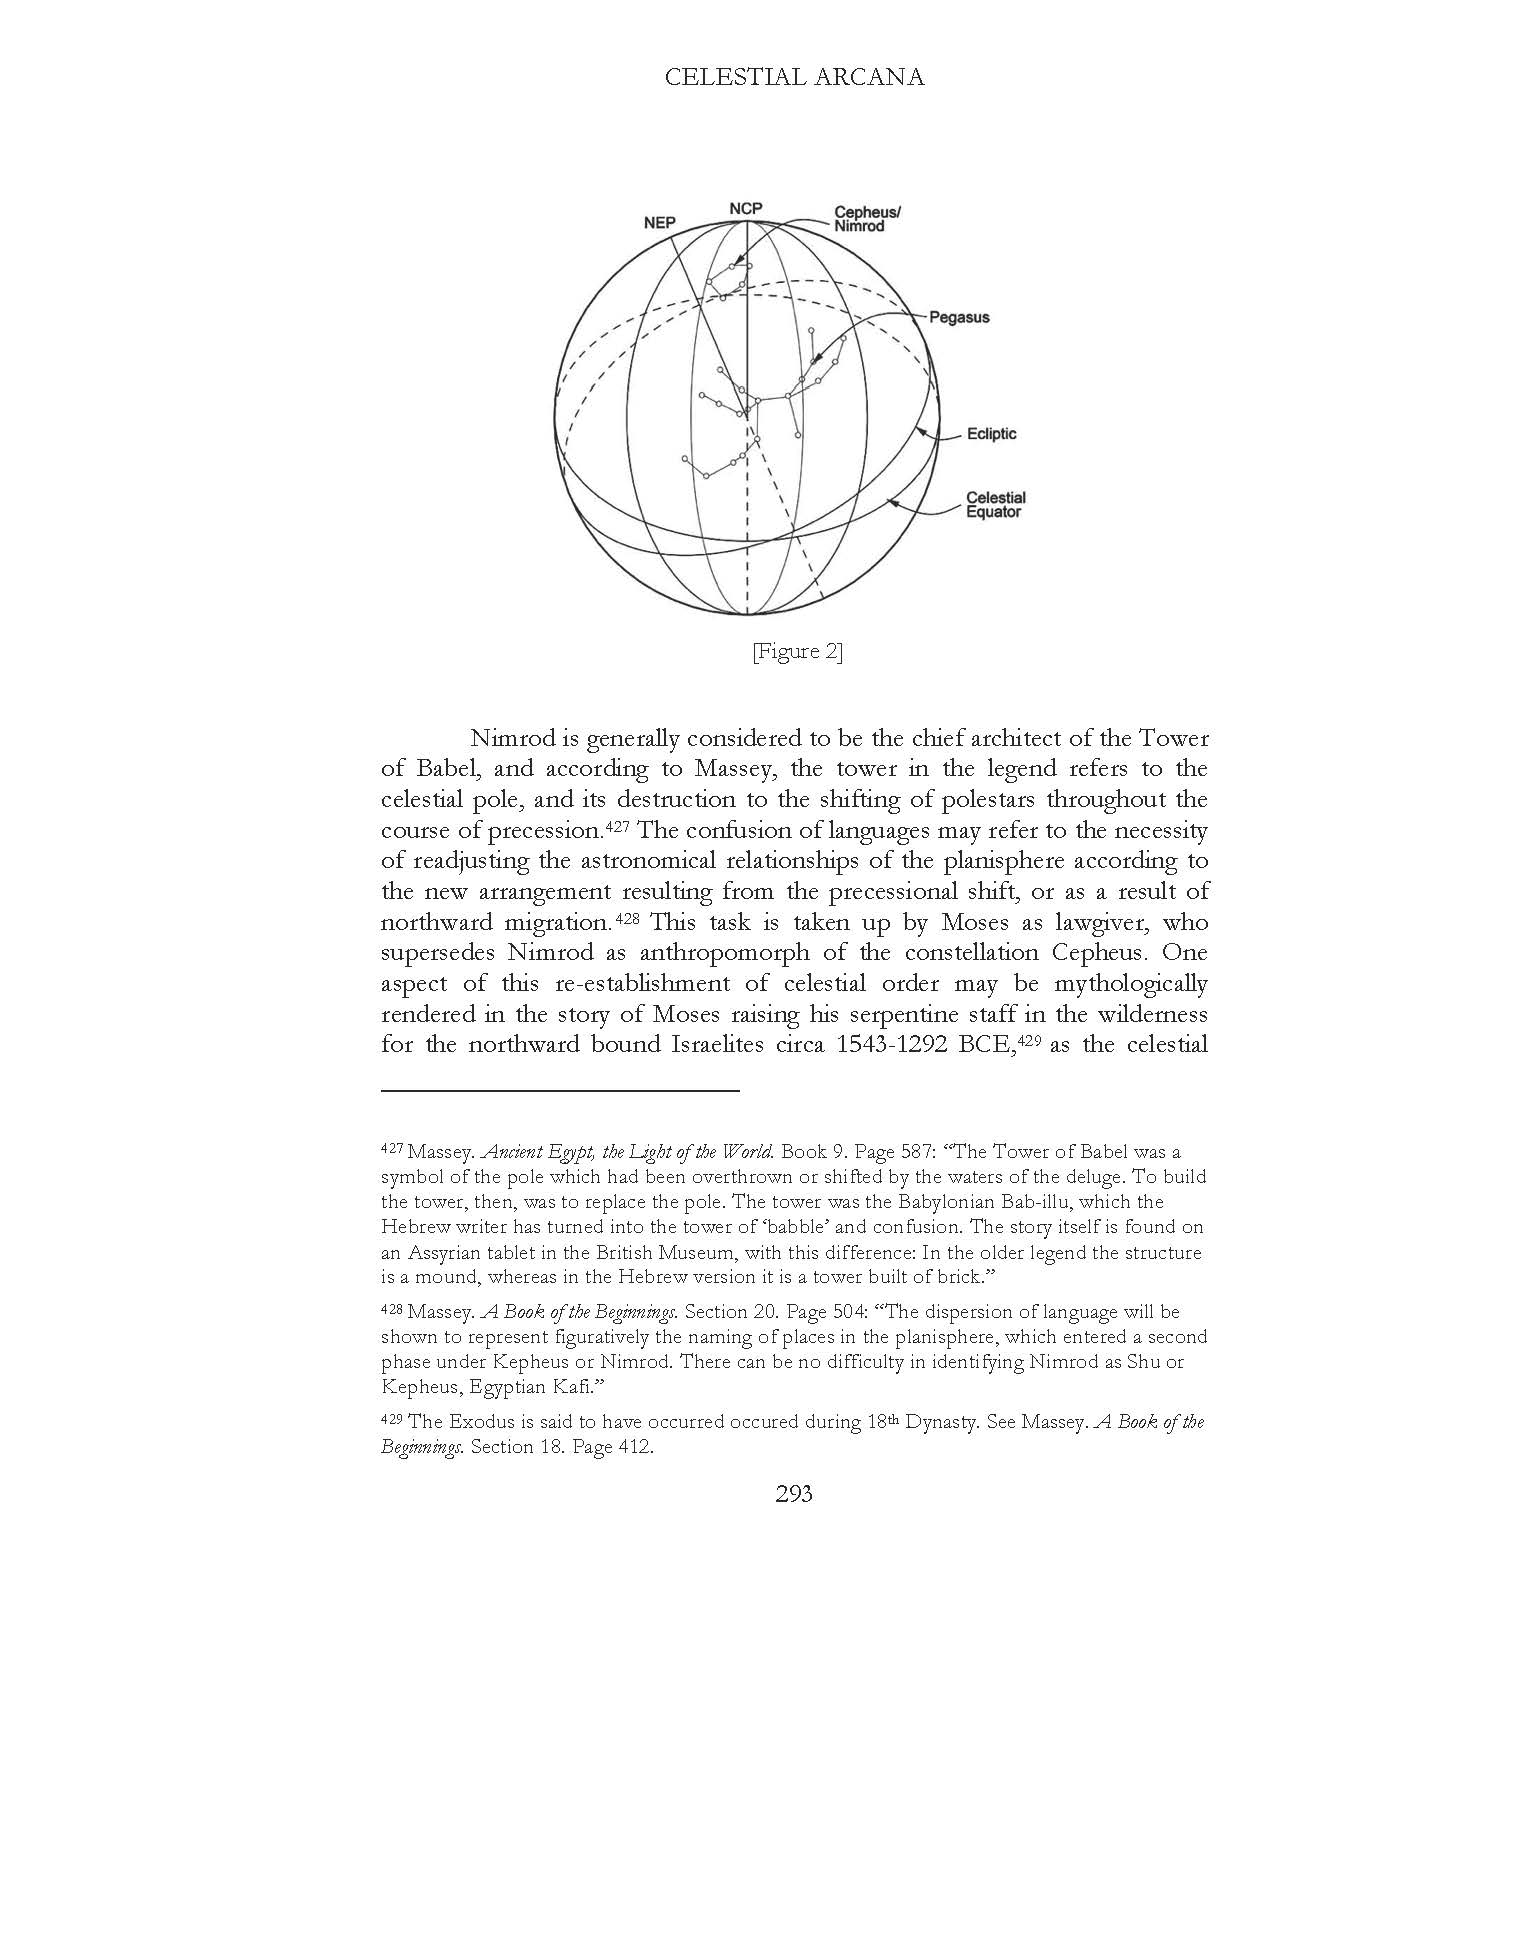 CELESTIAL ARCANA
NCP
NEP
Cepheus/
Nimrod
Pegasus
Ecliptic
Celestial
Equator
[Figure 2]
Nimrod is generally considered to be the chief architect of the Tower
of Babel, and according to Massey, the tower in the legend refers to the
celestial pole, and its destruction to the shifting of polestars throughout the
course of precession.427 The confusion of languages may refer to the necessity
of readjusting the astronomical relationships of the planisphere according to
the new arrangement resulting from the precessional shift, or as a result of
northward migration.428 This task is taken up by Moses as lawgiver, who
supersedes Nimrod as anthropomorph of the constellation Cepheus. One
aspect of this re-establishment of celestial order may be mythologically
rendered in the story of Moses raising his serpentine staff in the wilderness
for the northward bound Israelites circa 1543-1292 BCE,429 as the celestial
427 Massey. Ancient Egypt, the Light of the World. Book 9. Page 587: “The Tower of Babel was a
symbol of the pole which had been overthrown or shifted by the waters of the deluge. To build
the tower, then, was to replace the pole. The tower was the Babylonian Bab-illu, which the
Hebrew writer has turned into the tower of ‘babble’ and confusion. The story itself is found on
an Assyrian tablet in the British Museum, with this difference: In the older legend the structure
is a mound, whereas in the Hebrew version it is a tower built of brick.”
428 Massey. A Book of the Beginnings. Section 20. Page 504: “The dispersion of language will be
shown to represent figuratively the naming of places in the planisphere, which entered a second
phase under Kepheus or Nimrod. There can be no difficulty in identifying Nimrod as Shu or
Kepheus, Egyptian Kafi.”
429 The Exodus is said to have occurred occured during 18th Dynasty. See Massey. A Book of the
Beginnings. Section 18. Page 412.
293